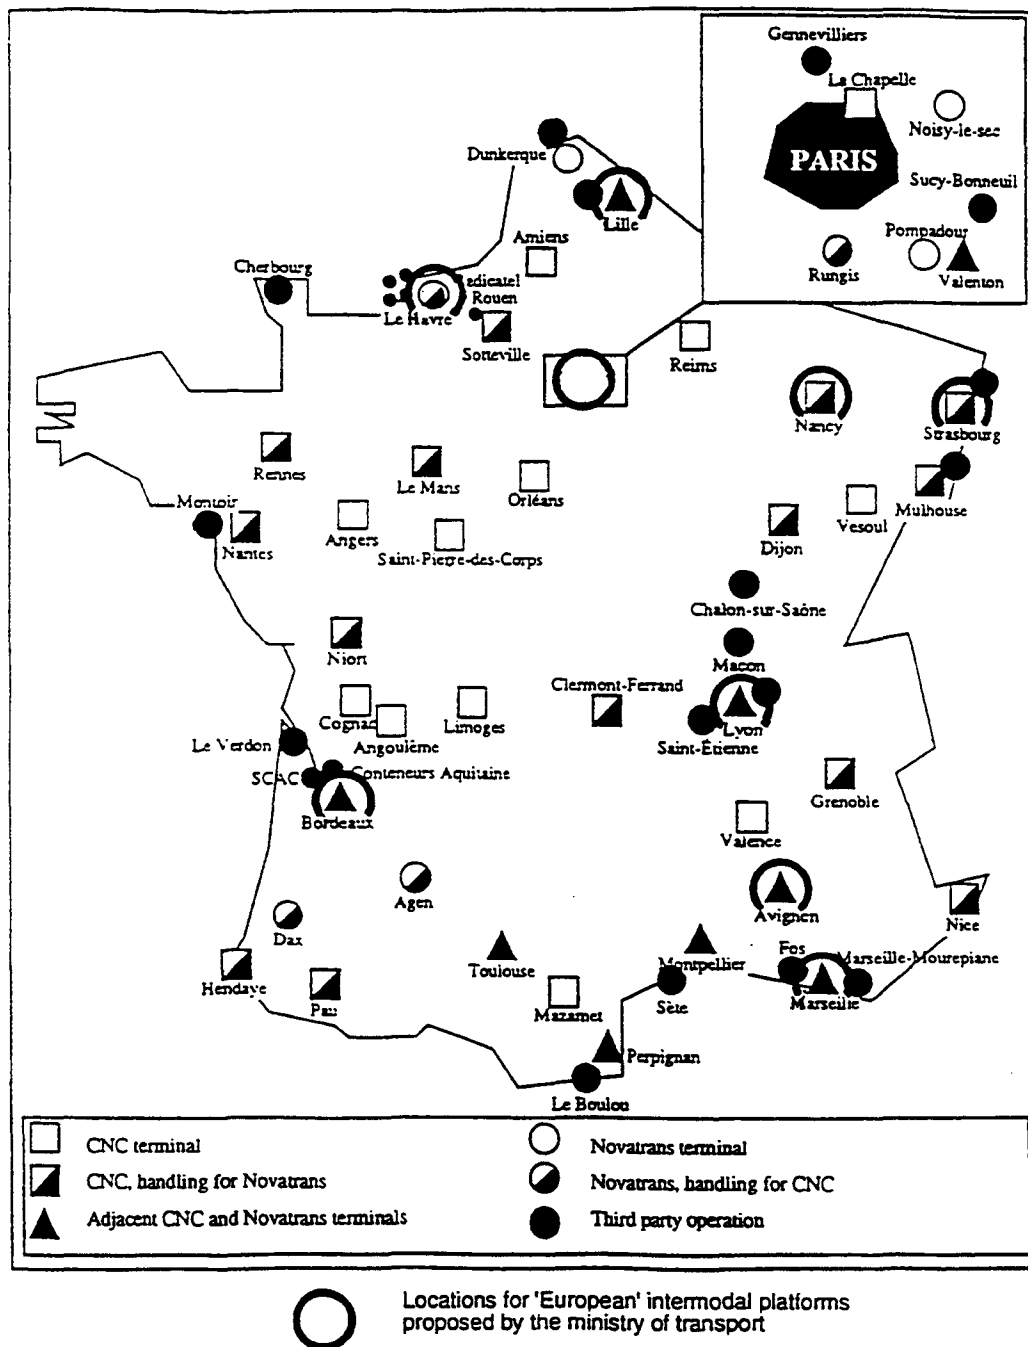 Gennevilliers
La Chapelle
Noisy-le-sec
PARIS
Sucy-Bonneuil
Pompadour
Rungis
Valenton
Dunkerque
Lille
Amiens
Cherbourg
Rouen
Le Havre
Sotteville
Reims
Nancy
Strasbourg
Rennes
Le Mans
Orléans
Mulhouse
Vesoul
Montoir
Nantes
Angers
Saint-Pierre-des-Corps
Dijon
Chalon-sur-Saône
Niort
Macon
Clermont-Ferrand
Cognac
Angoulême
Limoges
Lyon
Saint-Étienne
Le Verdon
SCAC
Conteneurs Aquitaine
Bordeaux
Grenoble
Valence
Agen
Avignen
Dax
Nice
Hendaye
Pau
Toulouse
Montpellier
Fos
Marseille-Mourepiane
Marseille
Mazamet
Sète
Perpignan
Le Boulou
CNC terminal
Novatrans terminal
CNC, handling for Novatrans
Novatrans, handling for CNC
Adjacent CNC and Novatrans terminals
Third party operation
Locations for 'European' intermodal platforms
proposed by the ministry of transport